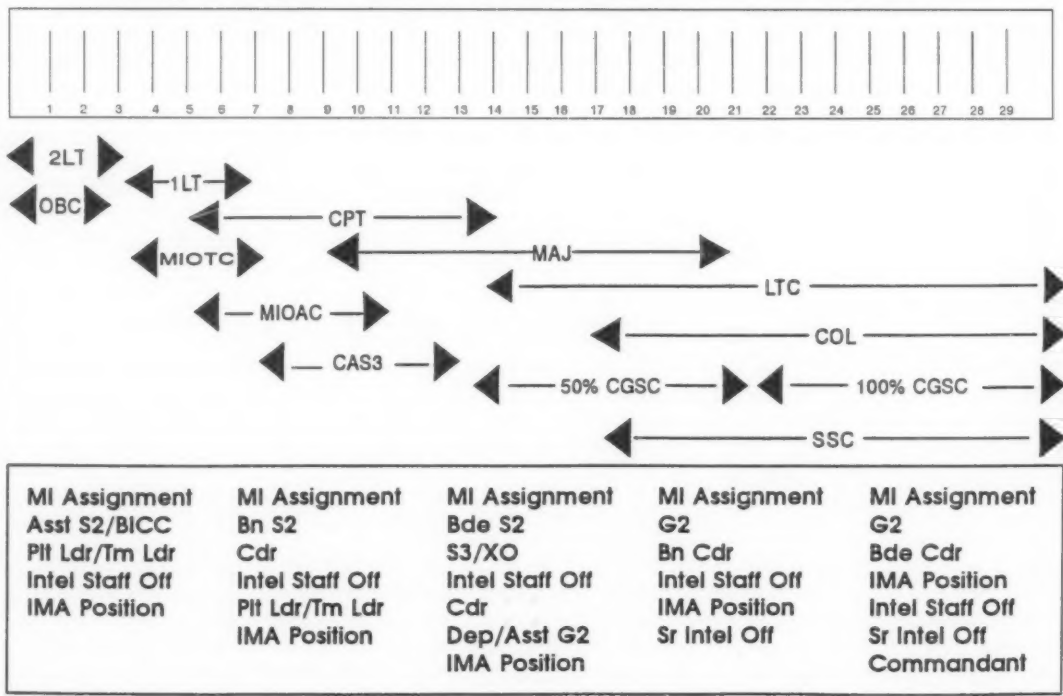 1 2 3 4 5 6 7 8 9 10 11 12 13 14 15 16 17 18 19 20 21 22 23 24 25 26 27 28 29
2LT
1LT
OBC
CPT
MAJ
MIOTC
LTC
MIOAC
COL
CAS3
50% CGSC 100% CGSC
SSC
MI Assignment
Asst S2/BICC
Plt Ldr/Tm Ldr
Intel Staff Off
IMA Position
MI Assignment
Bn S2
Cdr
Intel Staff Off
Plt Ldr/Tm Ldr
IMA Position
MI Assignment
Bde S2
S3/XO
Intel Staff Off
Cdr
Dep/Asst G2
IMA Position
MI Assignment
G2
Bn Cdr
Intel Staff Off
IMA Position
Sr Intel Off
MI Assignment
G2
Bde Cdr
IMA Position
Intel Staff Off
Sr Intel Off
Commandant